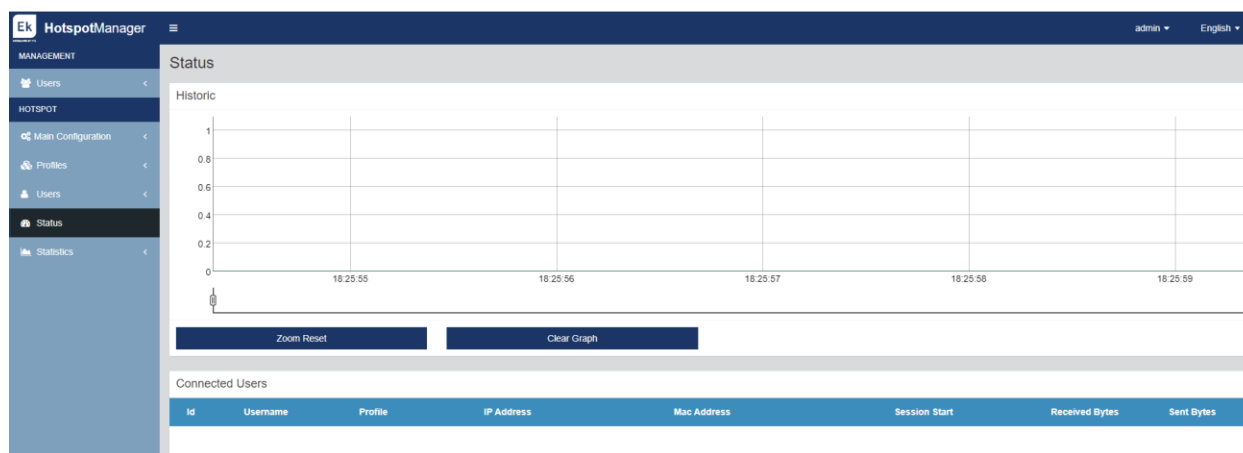 Ek HotspotManager
admin
English
MANAGEMENT
Users
HOTSPOT
Main Configuration
Profiles
Users
Status
Statistics
Status
Historic
1
0.8
0.6
0.4
0.2
0
18:25:55 18:25:56 18:25:57 18:25:58 18:25:59
Zoom Reset Clear Graph
Connected Users
Id Username Profile IP Address Mac Address Session Start Received Bytes Sent Bytes